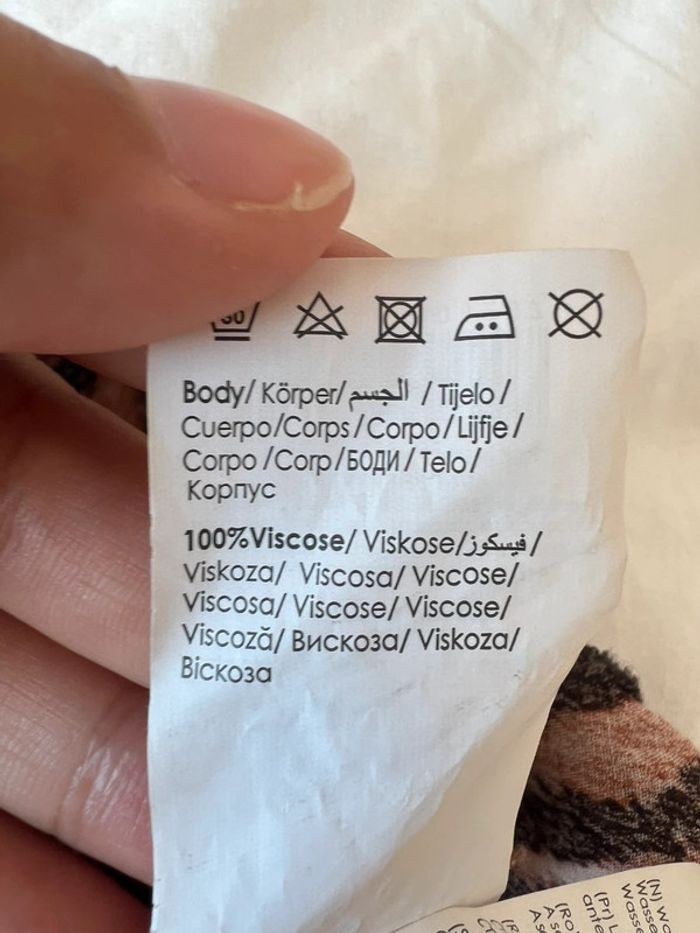 30
Body/ Körper/ الجسم / Tijelo /
Cuerpo/Corps/Corpo/Lijfje/
Corpo/Corp/БОДИ/Telo/
Корпус
100%Viscose/ Viskose/فيسكوز/
Viskoza/ Viscosa/ Viscose/
Viscosa/ Viscose/ Viscose/
Viscoză/ Вискоза/ Viskoza/
Віскоза